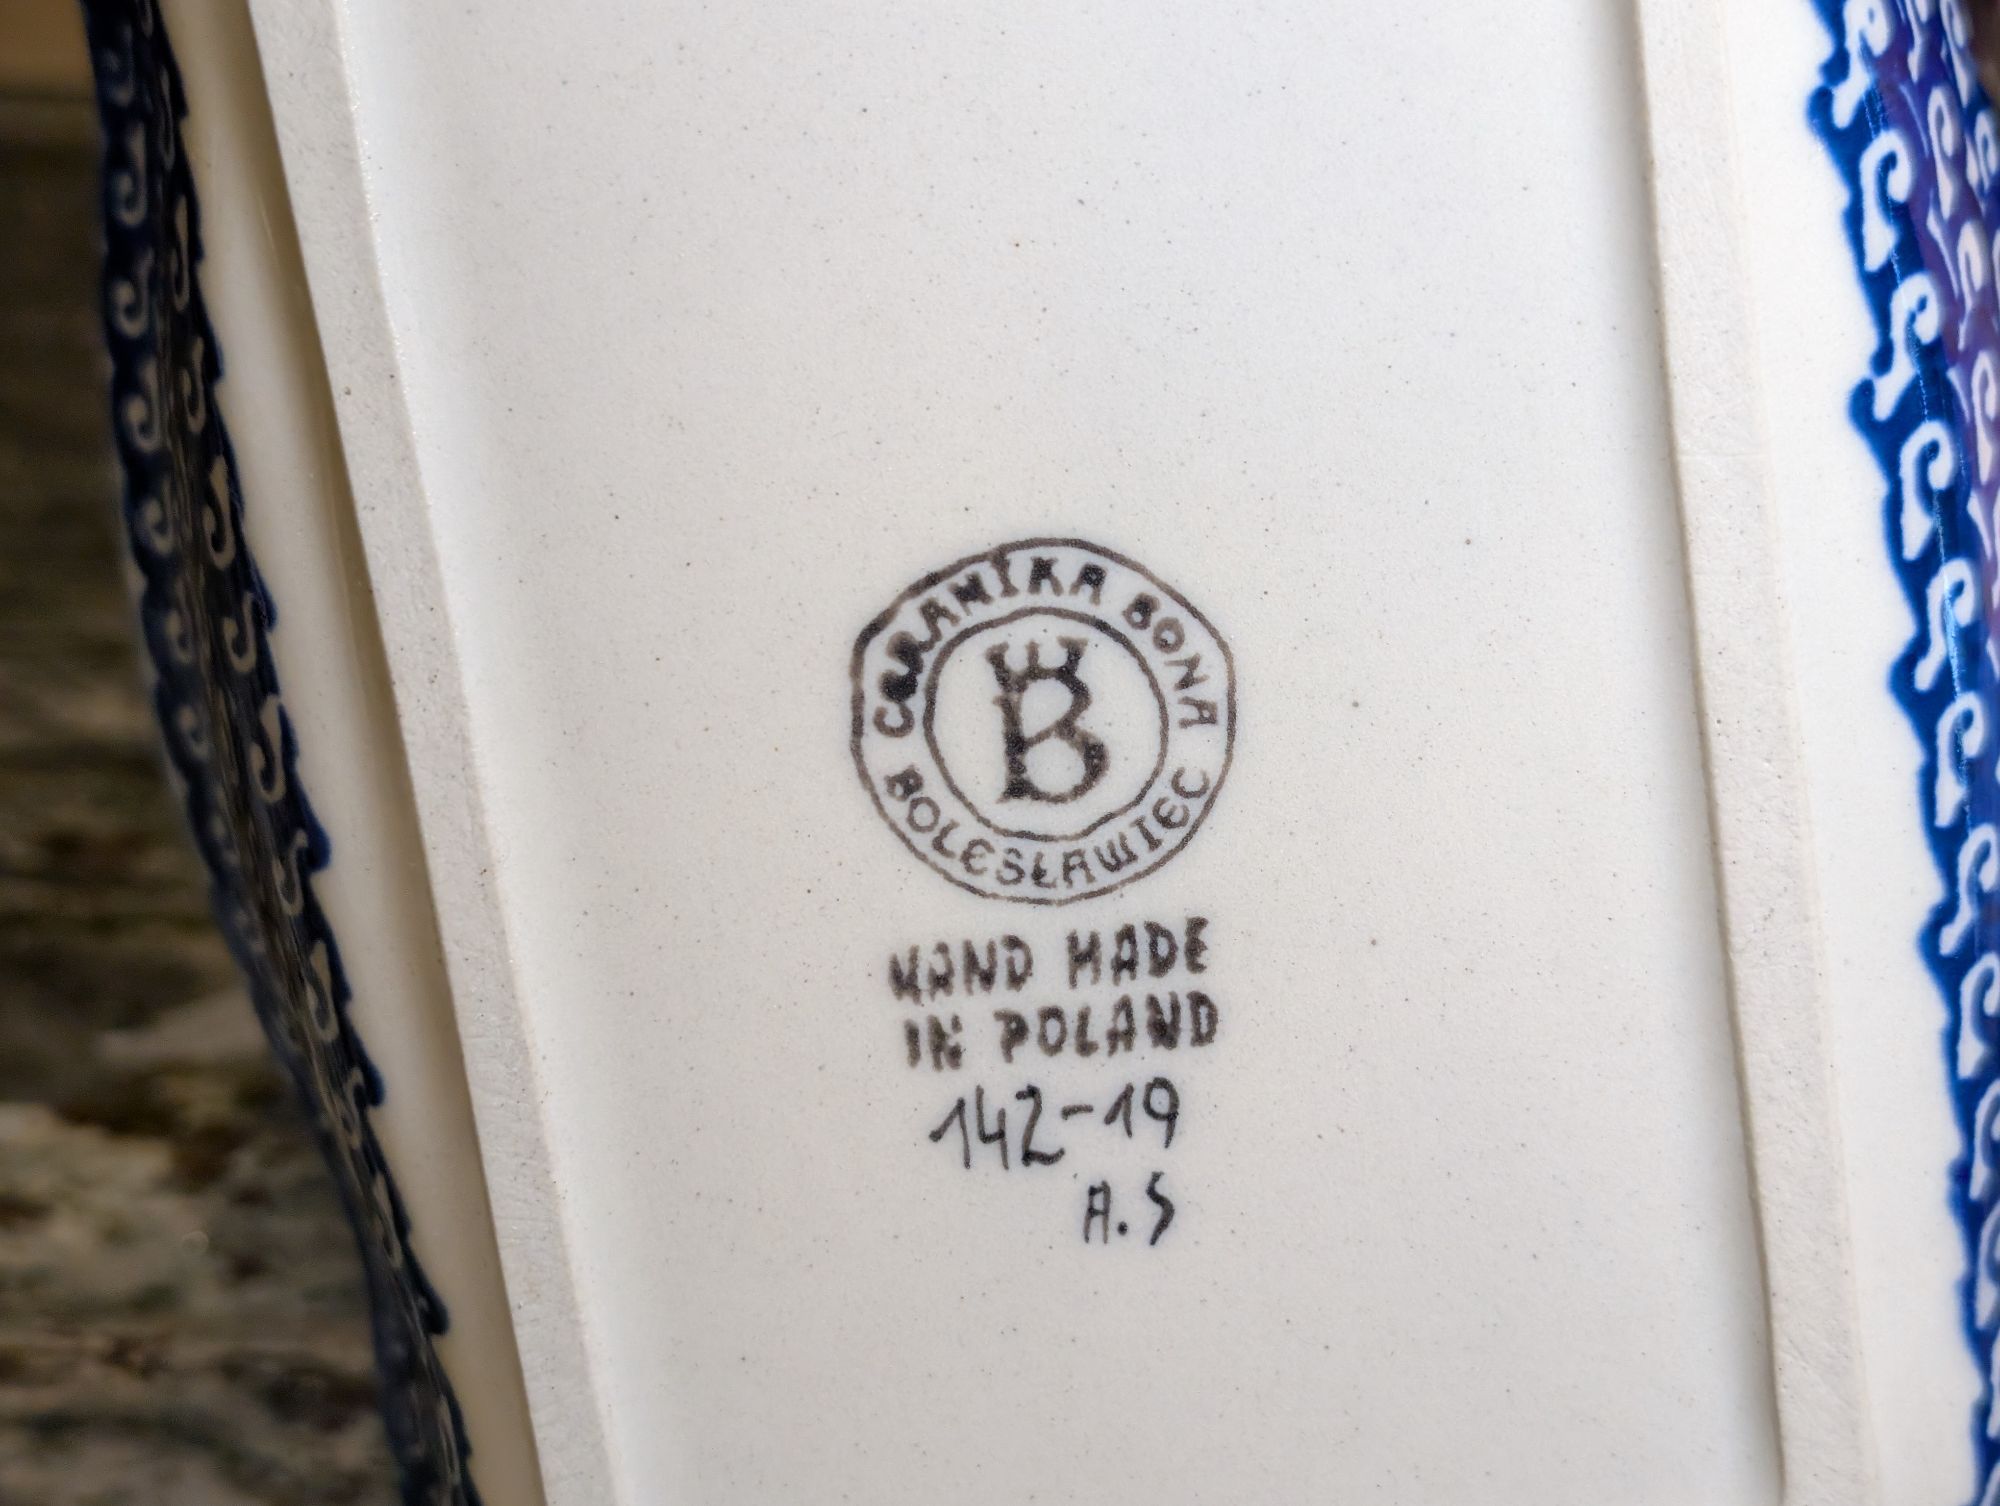 CERAMIKA BONA
B
BOLESŁAWIEC
HAND MADE
IN POLAND
142-19
A.S